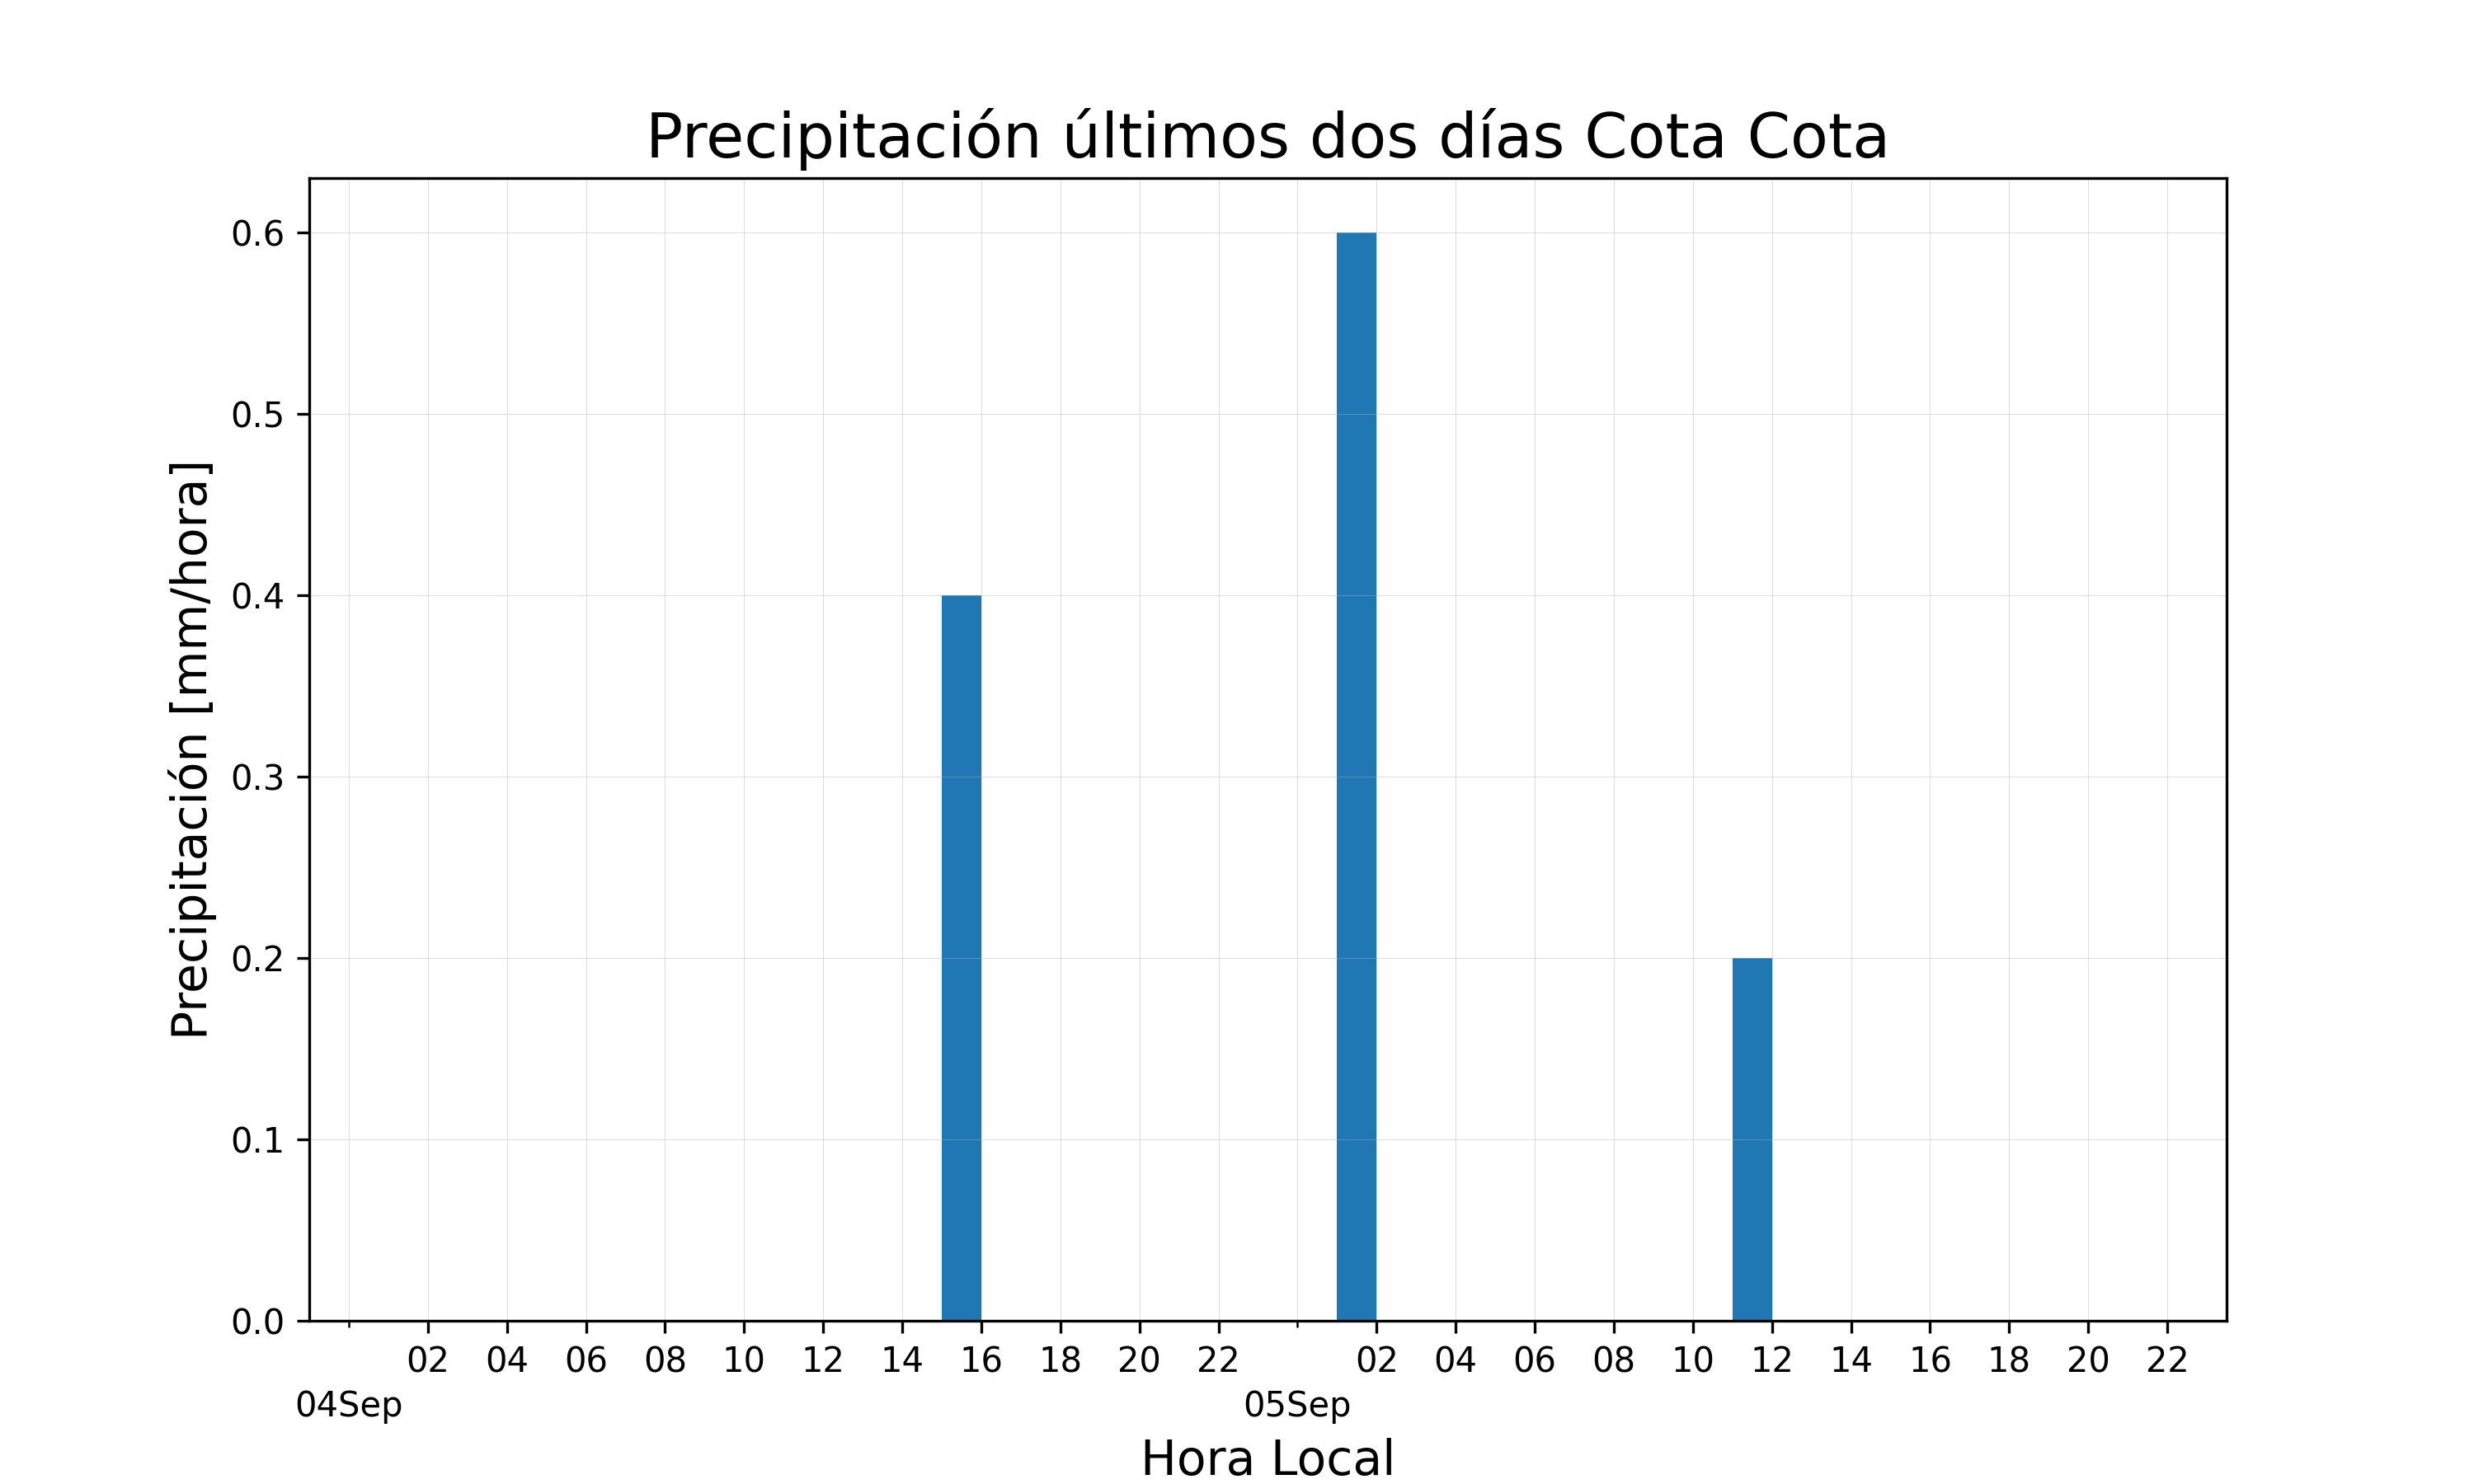 Precipitación últimos dos días Cota Cota
Precipitación [mm/hora]
0.6
0.5
0.4
0.3
0.2
0.1
0.0
02 04 06 08 10 12 14 16 18 20 22 02 04 06 08 10 12 14 16 18 20 22
04Sep 05Sep
Hora Local